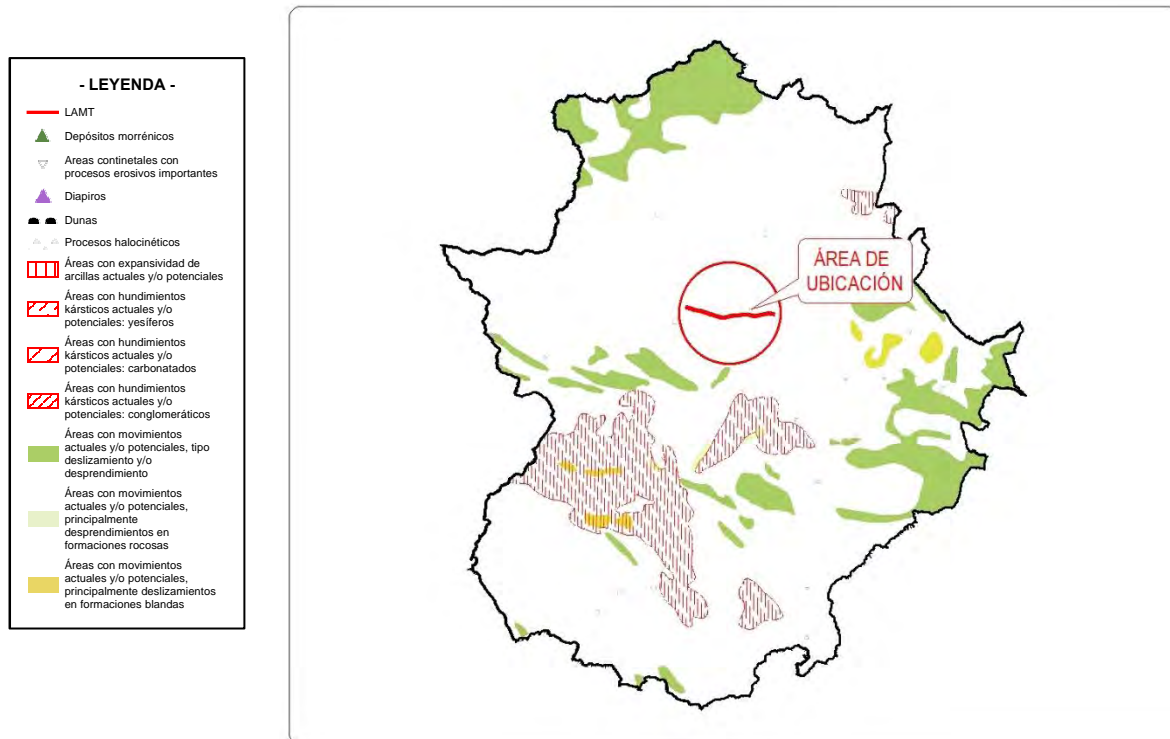 - LEYENDA -
LAMT
Depósitos morrénicos
Areas continetales con
procesos erosivos importantes
Diapiros
Dunas
Procesos halocinéticos
Áreas con expansividad de
arcillas actuales y/o potenciales
Áreas con hundimientos
kársticos actuales y/o
potenciales: yesíferos
Áreas con hundimientos
kársticos actuales y/o
potenciales: carbonatados
Áreas con hundimientos
kársticos actuales y/o
potenciales: conglomeráticos
Áreas con movimientos
actuales y/o potenciales, tipo
deslizamiento y/o
desprendimiento
Áreas con movimientos
actuales y/o potenciales,
principalmente
desprendimientos en
formaciones rocosas
Áreas con movimientos
actuales y/o potenciales,
principalmente deslizamientos
en formaciones blandas
ÁREA DE
UBICACIÓN